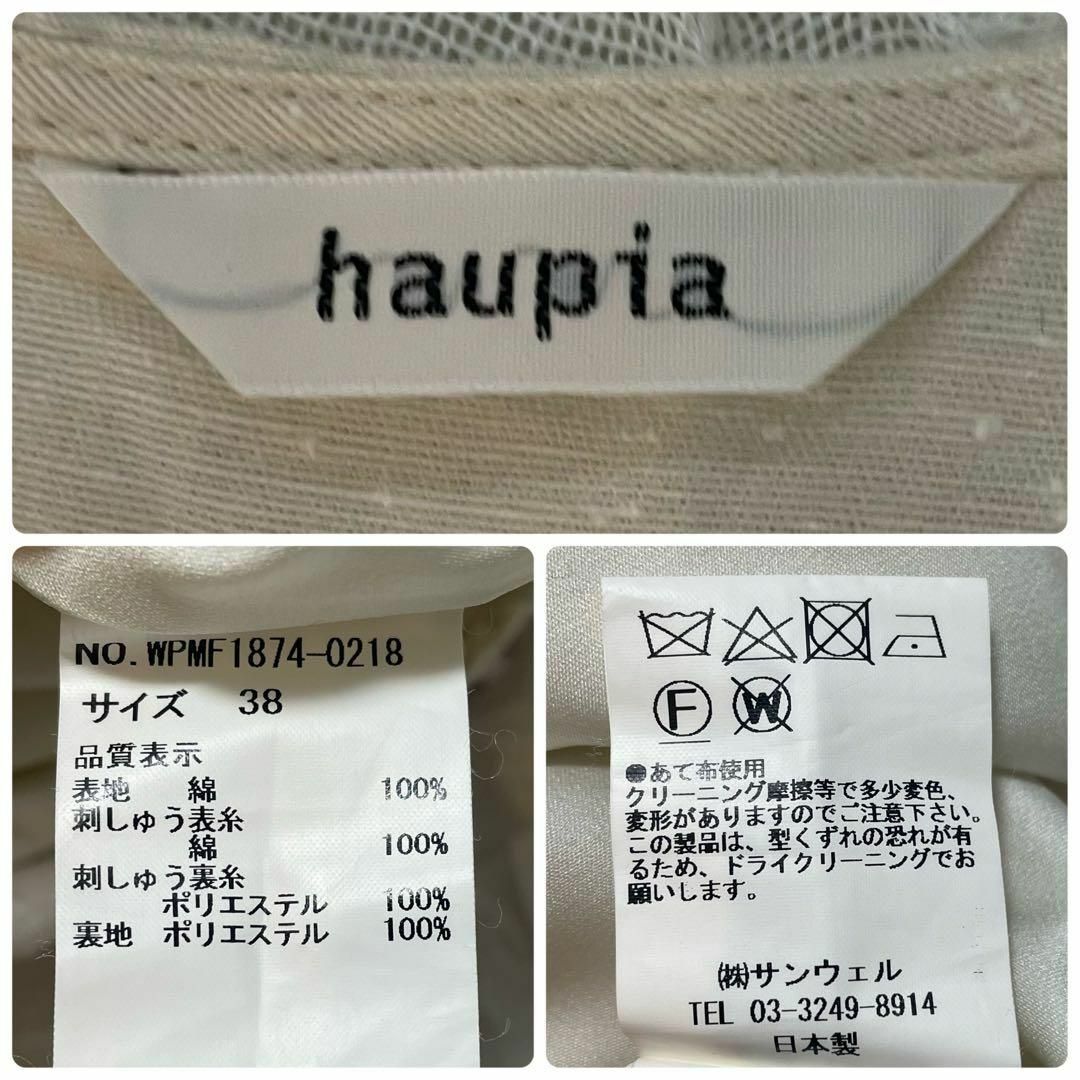 haupia
NO.WPMF1874-0218
サイズ 38
品質表示
表地 綿 100%
刺しゅう表糸
綿 100%
刺しゅう裏糸
ポリエステル 100%
裏地 ポリエステル 100%
F W
●あて布使用
クリーニング摩擦等で多少変色、
変形がありますのでご注意下さい。
この製品は、型くずれの恐れが有
るため、ドライクリーニングでお
願いします。
㈱サンウェル
TEL 03-3249-8914
日本製